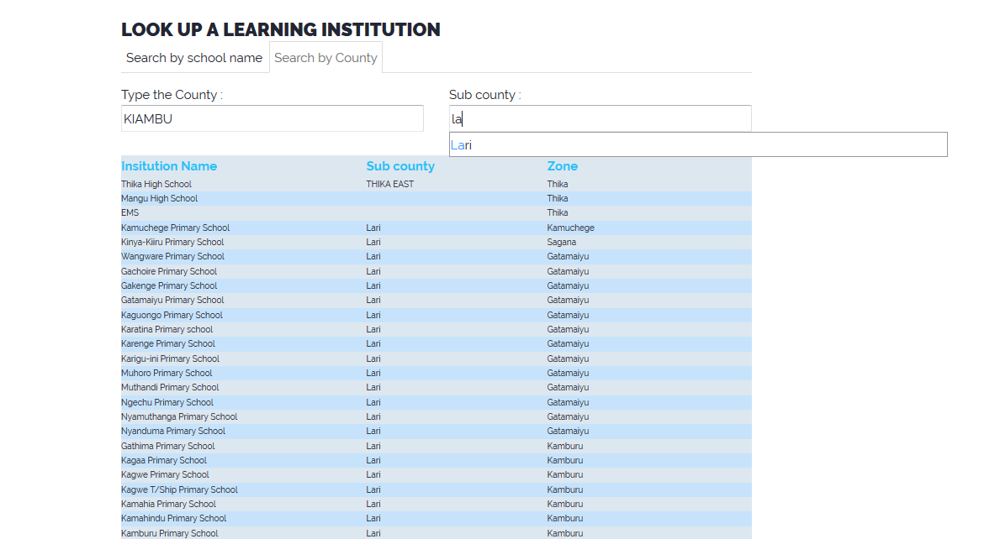 LOOK UP A LEARNING INSTITUTION
Search by school name Search by County
Type the County : Sub county :
KIAMBU la
Lari
Insitution Name Sub county Zone
Thika High School THIKA EAST Thika
Mangu High School Thika
EMS Thika
Kamuchege Primary School Lari Kamuchege
Kinya-Kiiru Primary School Lari Sagana
Wangware Primary School Lari Gatamaiyu
Gachoire Primary School Lari Gatamaiyu
Gakenge Primary School Lari Gatamaiyu
Gatamaiyu Primary School Lari Gatamaiyu
Kaguongo Primary School Lari Gatamaiyu
Karatina Primary school Lari Gatamaiyu
Karenge Primary School Lari Gatamaiyu
Karigu-ini Primary School Lari Gatamaiyu
Muhoro Primary School Lari Gatamaiyu
Muthandi Primary School Lari Gatamaiyu
Ngechu Primary School Lari Gatamaiyu
Nyamuthanga Primary School Lari Gatamaiyu
Nyanduma Primary School Lari Gatamaiyu
Gathima Primary School Lari Kamburu
Kagaa Primary School Lari Kamburu
Kagwe Primary School Lari Kamburu
Kagwe T/Ship Primary School Lari Kamburu
Kamahia Primary School Lari Kamburu
Kamahindu Primary School Lari Kamburu
Kamburu Primary School Lari Kamburu